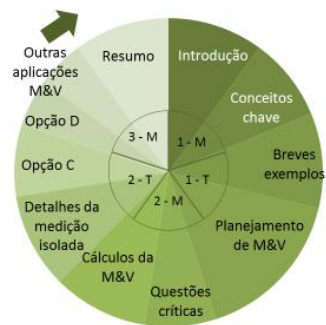 Introdução
Conceitos
chave
Breves
exemplos
Planejamento
de M&V
Questões
críticas
Cálculos da
M&V
Detalhes da
medição
isolada
Opção C
Opção D
Outras
aplicações
M&V
Resumo
1 - M
1 - T
2 - M
2 - T
3 - M